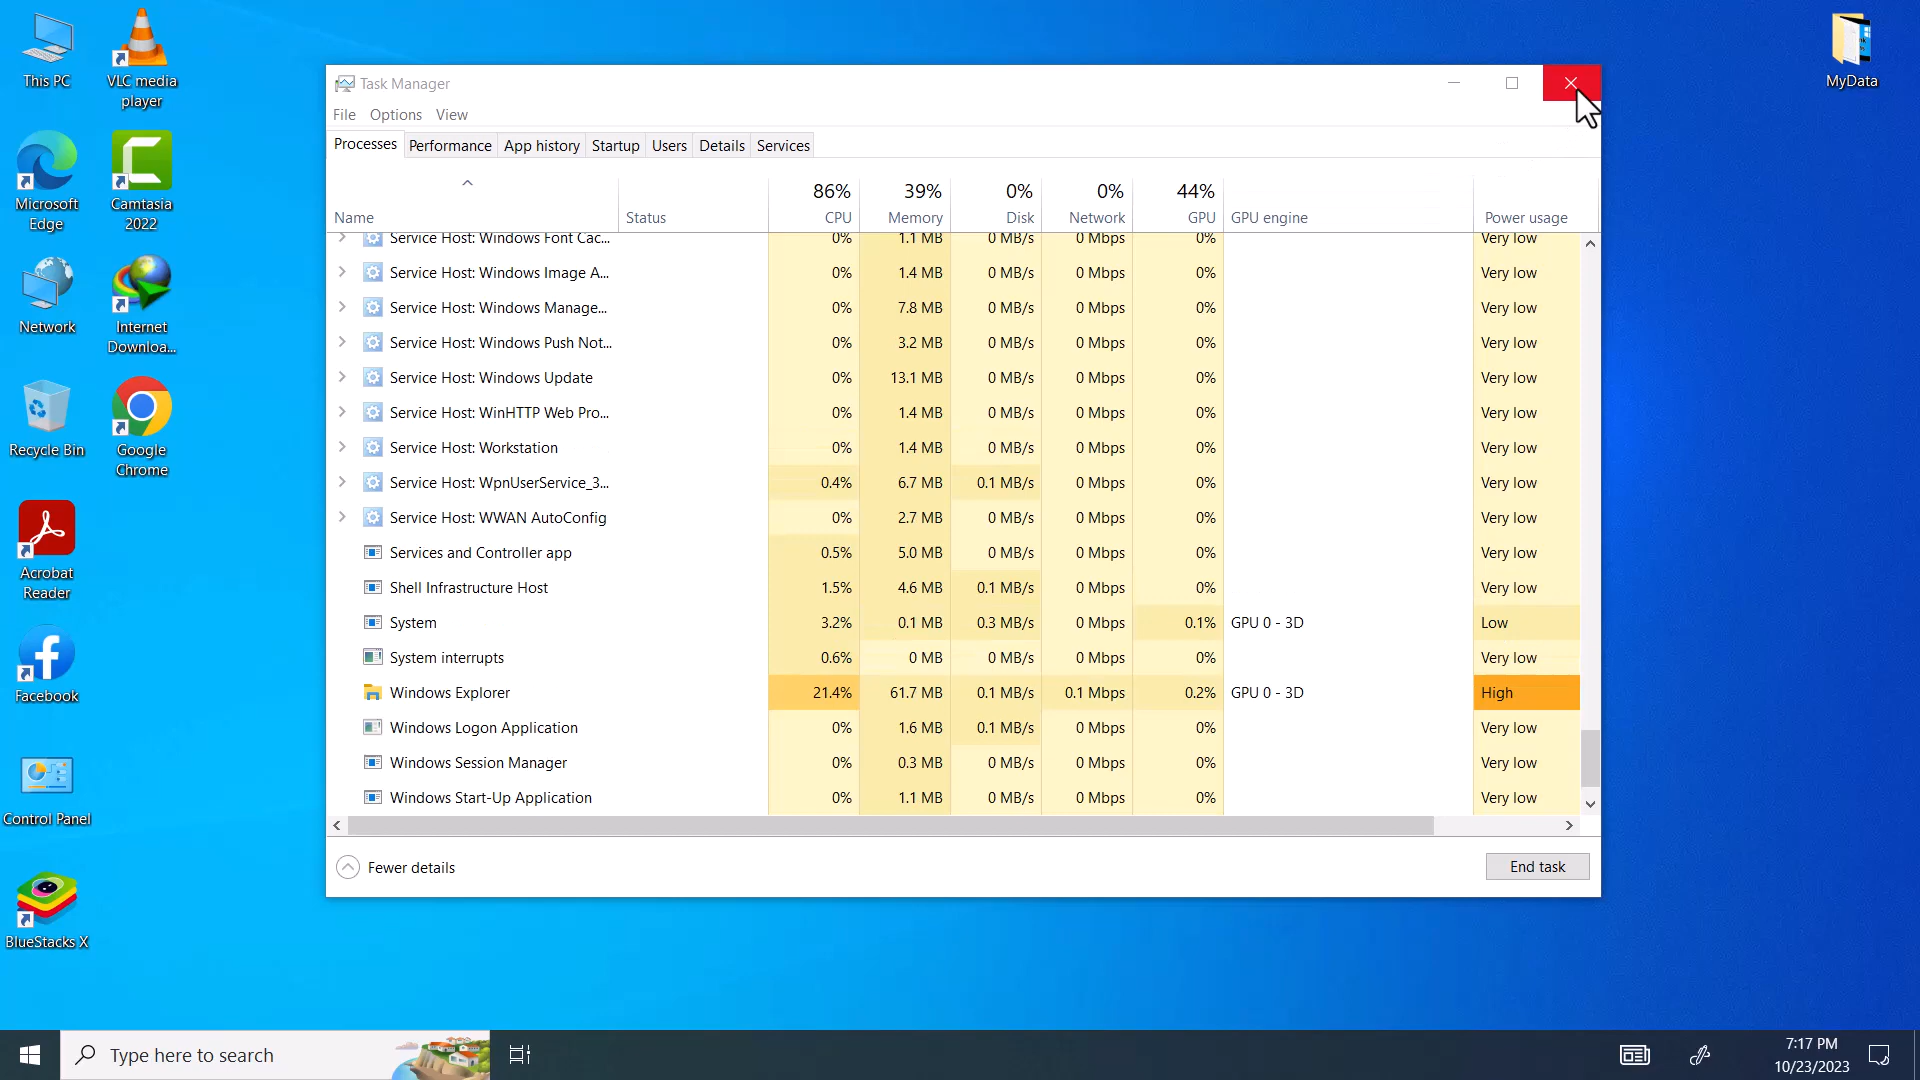 This PC
VLC media
player
MyData
Microsoft
Edge
Camtasia
2022
Network
Internet
Downloa...
Recycle Bin
Google
Chrome
Acrobat
Reader
Facebook
Control Panel
BlueStacks X
Task Manager
File Options View
Processes Performance App history Startup Users Details Services
86% 39% 0% 0% 44%
Name Status CPU Memory Disk Network GPU GPU engine Power usage
Service Host: Windows Font Cac... 0% 1.1 MB 0 MB/s 0 Mbps 0% Very low
Service Host: Windows Image A... 0% 1.4 MB 0 MB/s 0 Mbps 0% Very low
Service Host: Windows Manage... 0% 7.8 MB 0 MB/s 0 Mbps 0% Very low
Service Host: Windows Push Not... 0% 3.2 MB 0 MB/s 0 Mbps 0% Very low
Service Host: Windows Update 0% 13.1 MB 0 MB/s 0 Mbps 0% Very low
Service Host: WinHTTP Web Pro... 0% 1.4 MB 0 MB/s 0 Mbps 0% Very low
Service Host: Workstation 0% 1.4 MB 0 MB/s 0 Mbps 0% Very low
Service Host: WpnUserService_3... 0.4% 6.7 MB 0.1 MB/s 0 Mbps 0% Very low
Service Host: WWAN AutoConfig 0% 2.7 MB 0 MB/s 0 Mbps 0% Very low
Services and Controller app 0.5% 5.0 MB 0 MB/s 0 Mbps 0% Very low
Shell Infrastructure Host 1.5% 4.6 MB 0.1 MB/s 0 Mbps 0% Very low
System 3.2% 0.1 MB 0.3 MB/s 0 Mbps 0.1% GPU 0 - 3D Low
System interrupts 0.6% 0 MB 0 MB/s 0 Mbps 0% Very low
Windows Explorer 21.4% 61.7 MB 0.1 MB/s 0.1 Mbps 0.2% GPU 0 - 3D High
Windows Logon Application 0% 1.6 MB 0.1 MB/s 0 Mbps 0% Very low
Windows Session Manager 0% 0.3 MB 0 MB/s 0 Mbps 0% Very low
Windows Start-Up Application 0% 1.1 MB 0 MB/s 0 Mbps 0% Very low
Fewer details End task
Type here to search
7:17 PM
10/23/2023